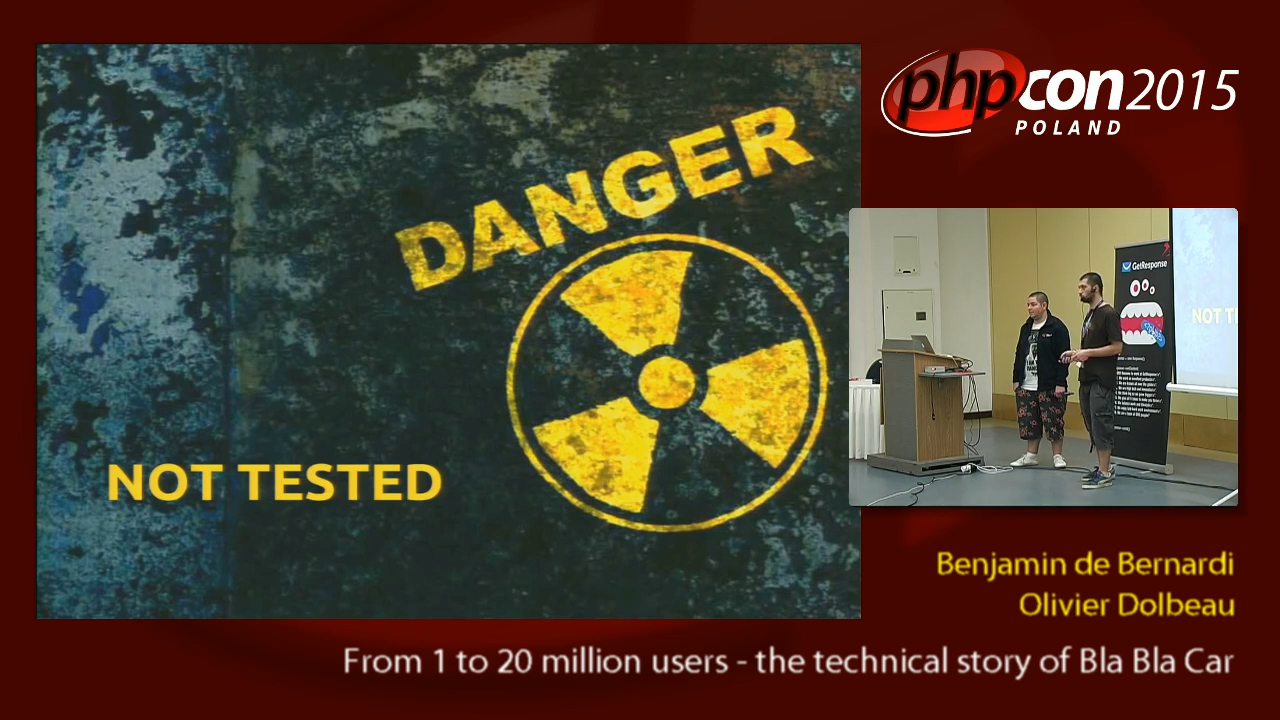 DANGER
NOT TESTED
phpcon2015
POLAND
GetResponse
NOT T
Benjamin de Bernardi
Olivier Dolbeau
From 1 to 20 million users - the technical story of Bla Bla Car